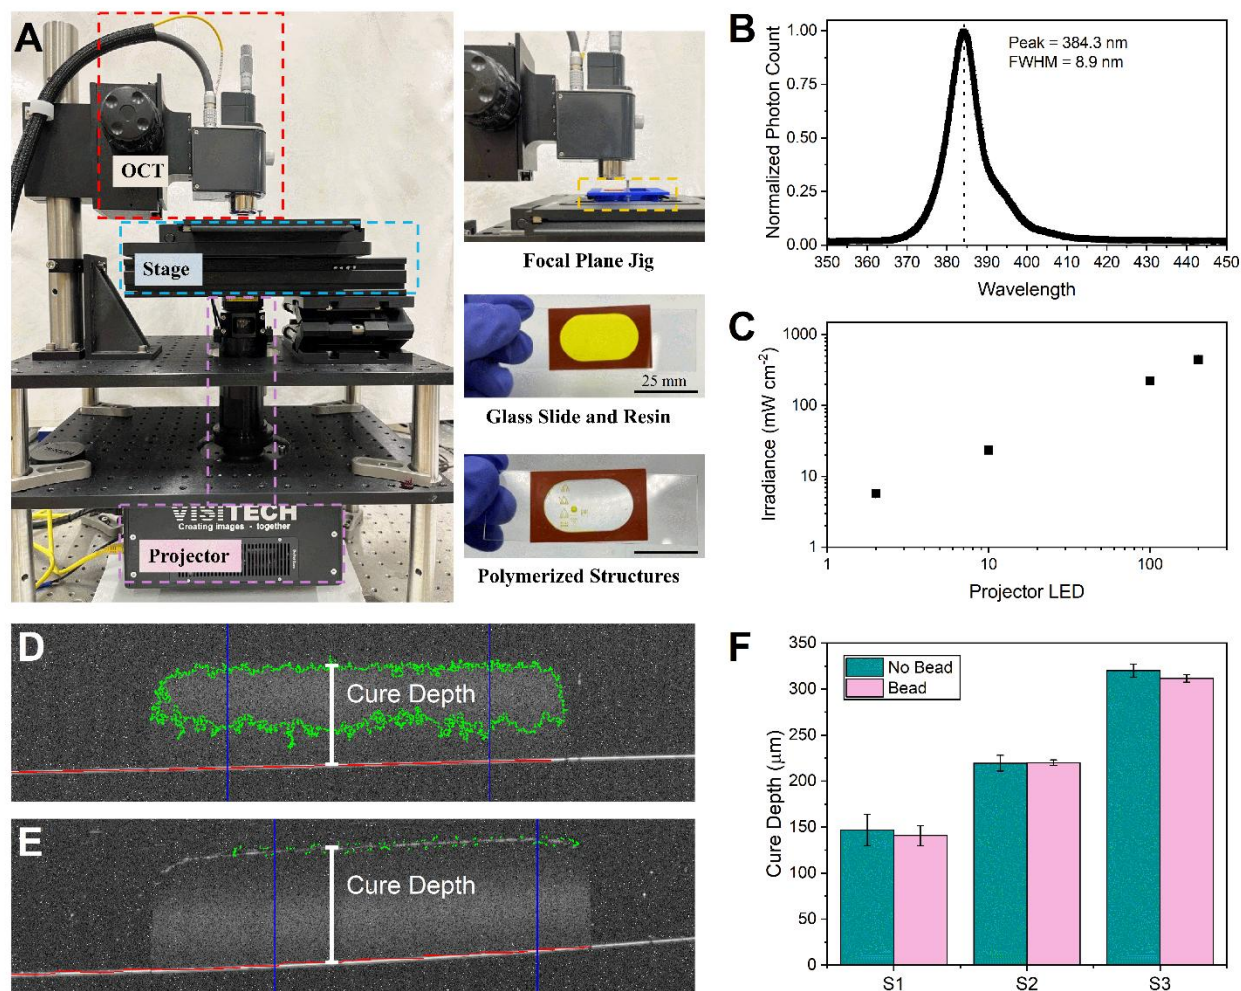 A
OCT
Stage
VISITECH
Creating images - together
Projector
Focal Plane Jig
25 mm
Glass Slide and Resin
Polymerized Structures
B
Normalized Photon Count
1.00
0.75
0.50
0.25
0.00
Peak = 384.3 nm
FWHM = 8.9 nm
350 360 370 380 390 400 410 420 430 440 450
Wavelength
C
Irradiance (mW cm-2)
1000
100
10
1
1 10 100
Projector LED
D
Cure Depth
E
Cure Depth
F
Cure Depth (μm)
350
300
250
200
150
100
50
0
No Bead
Bead
S1 S2 S3